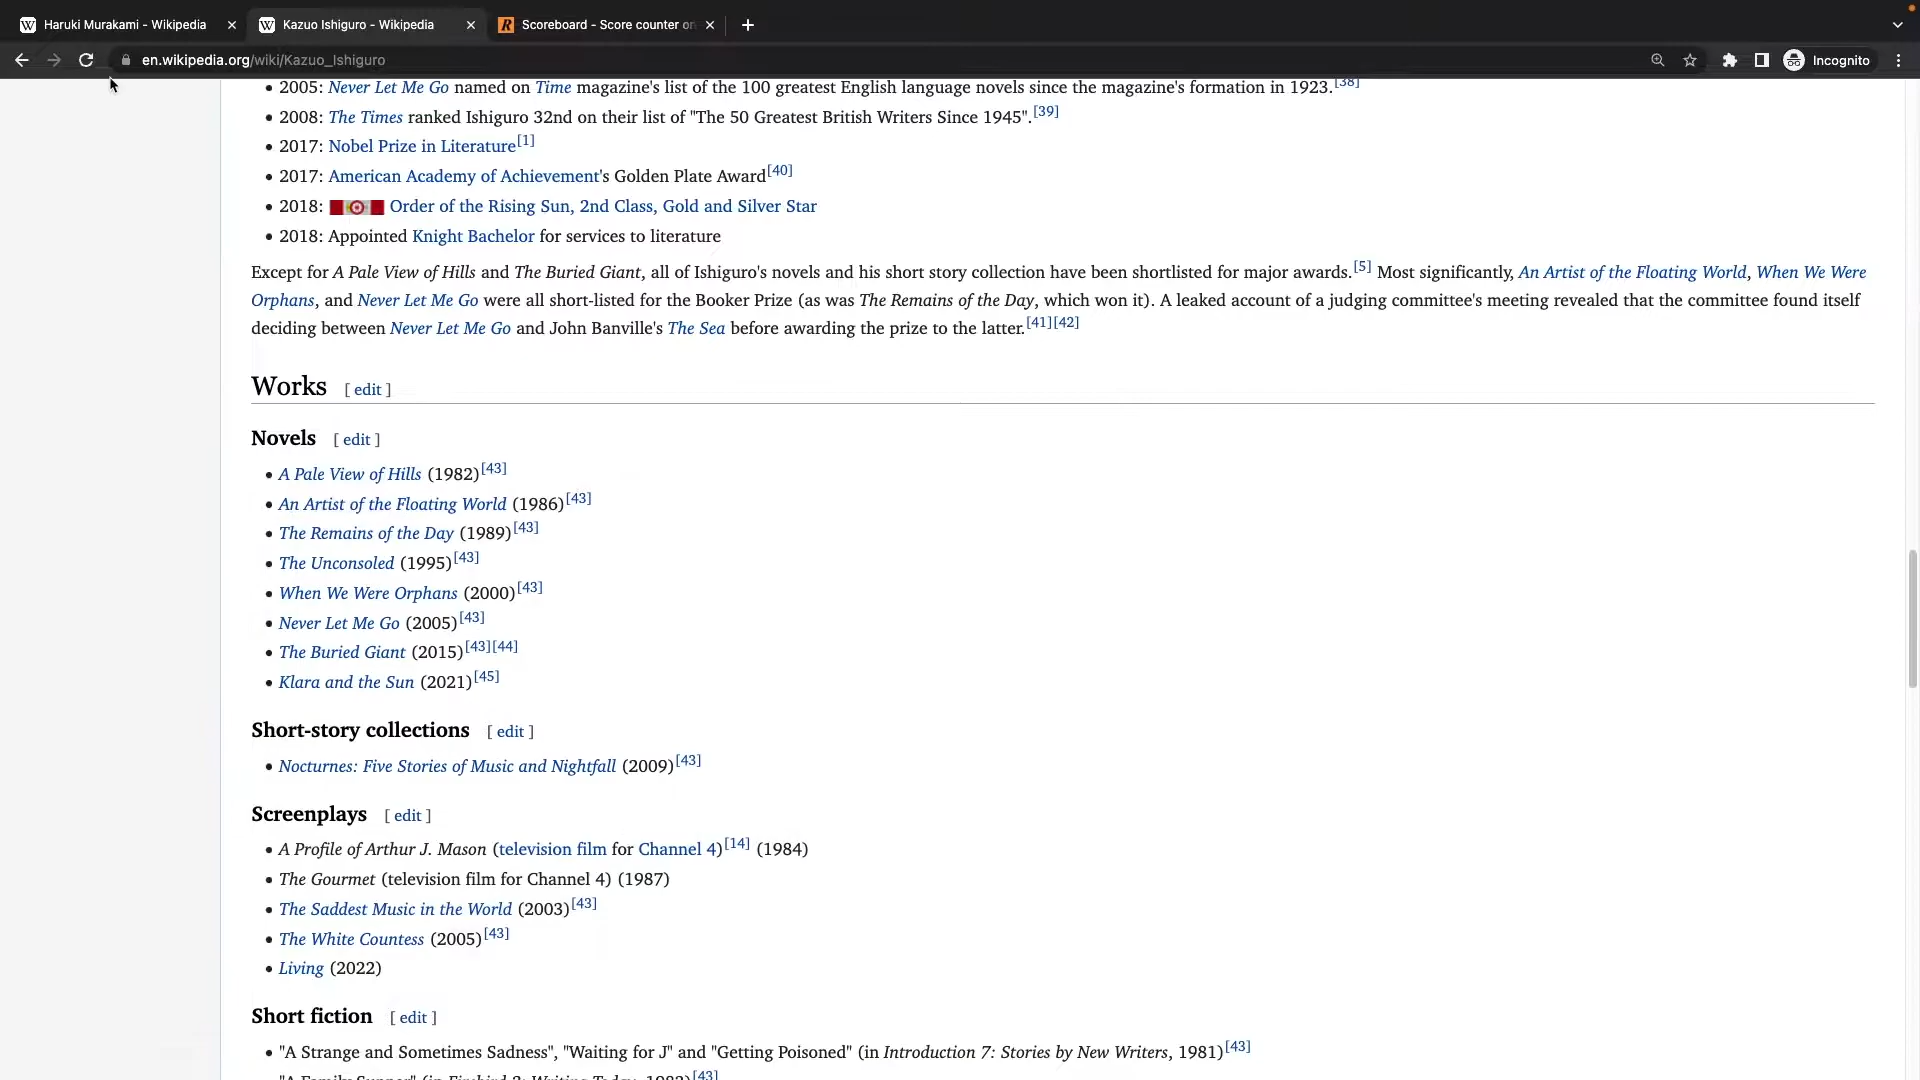 Haruki Murakami - Wikipedia
Kazuo Ishiguro - Wikipedia
Scoreboard - Score counter on
en.wikipedia.org/wiki/Kazuo_Ishiguro
Incognito
• 2005: Never Let Me Go named on Time magazine's list of the 100 greatest English language novels since the magazine's formation in 1923.[38]
• 2008: The Times ranked Ishiguro 32nd on their list of "The 50 Greatest British Writers Since 1945".[39]
• 2017: Nobel Prize in Literature[1]
• 2017: American Academy of Achievement's Golden Plate Award[40]
• 2018: Order of the Rising Sun, 2nd Class, Gold and Silver Star
• 2018: Appointed Knight Bachelor for services to literature
Except for A Pale View of Hills and The Buried Giant, all of Ishiguro's novels and his short story collection have been shortlisted for major awards.[5] Most significantly, An Artist of the Floating World, When We Were
Orphans, and Never Let Me Go were all short-listed for the Booker Prize (as was The Remains of the Day, which won it). A leaked account of a judging committee's meeting revealed that the committee found itself
deciding between Never Let Me Go and John Banville's The Sea before awarding the prize to the latter.[41][42]
Works [ edit ]
Novels [ edit ]
• A Pale View of Hills (1982)[43]
• An Artist of the Floating World (1986)[43]
• The Remains of the Day (1989)[43]
• The Unconsoled (1995)[43]
• When We Were Orphans (2000)[43]
• Never Let Me Go (2005)[43]
• The Buried Giant (2015)[43][44]
• Klara and the Sun (2021)[45]
Short-story collections [ edit ]
• Nocturnes: Five Stories of Music and Nightfall (2009)[43]
Screenplays [ edit ]
• A Profile of Arthur J. Mason (television film for Channel 4)[14] (1984)
• The Gourmet (television film for Channel 4) (1987)
• The Saddest Music in the World (2003)[43]
• The White Countess (2005)[43]
• Living (2022)
Short fiction [ edit ]
• "A Strange and Sometimes Sadness", "Waiting for J" and "Getting Poisoned" (in Introduction 7: Stories by New Writers, 1981)[43]
"A Family Supper" (in Firebird 2: Writing Today, 1983)[43]